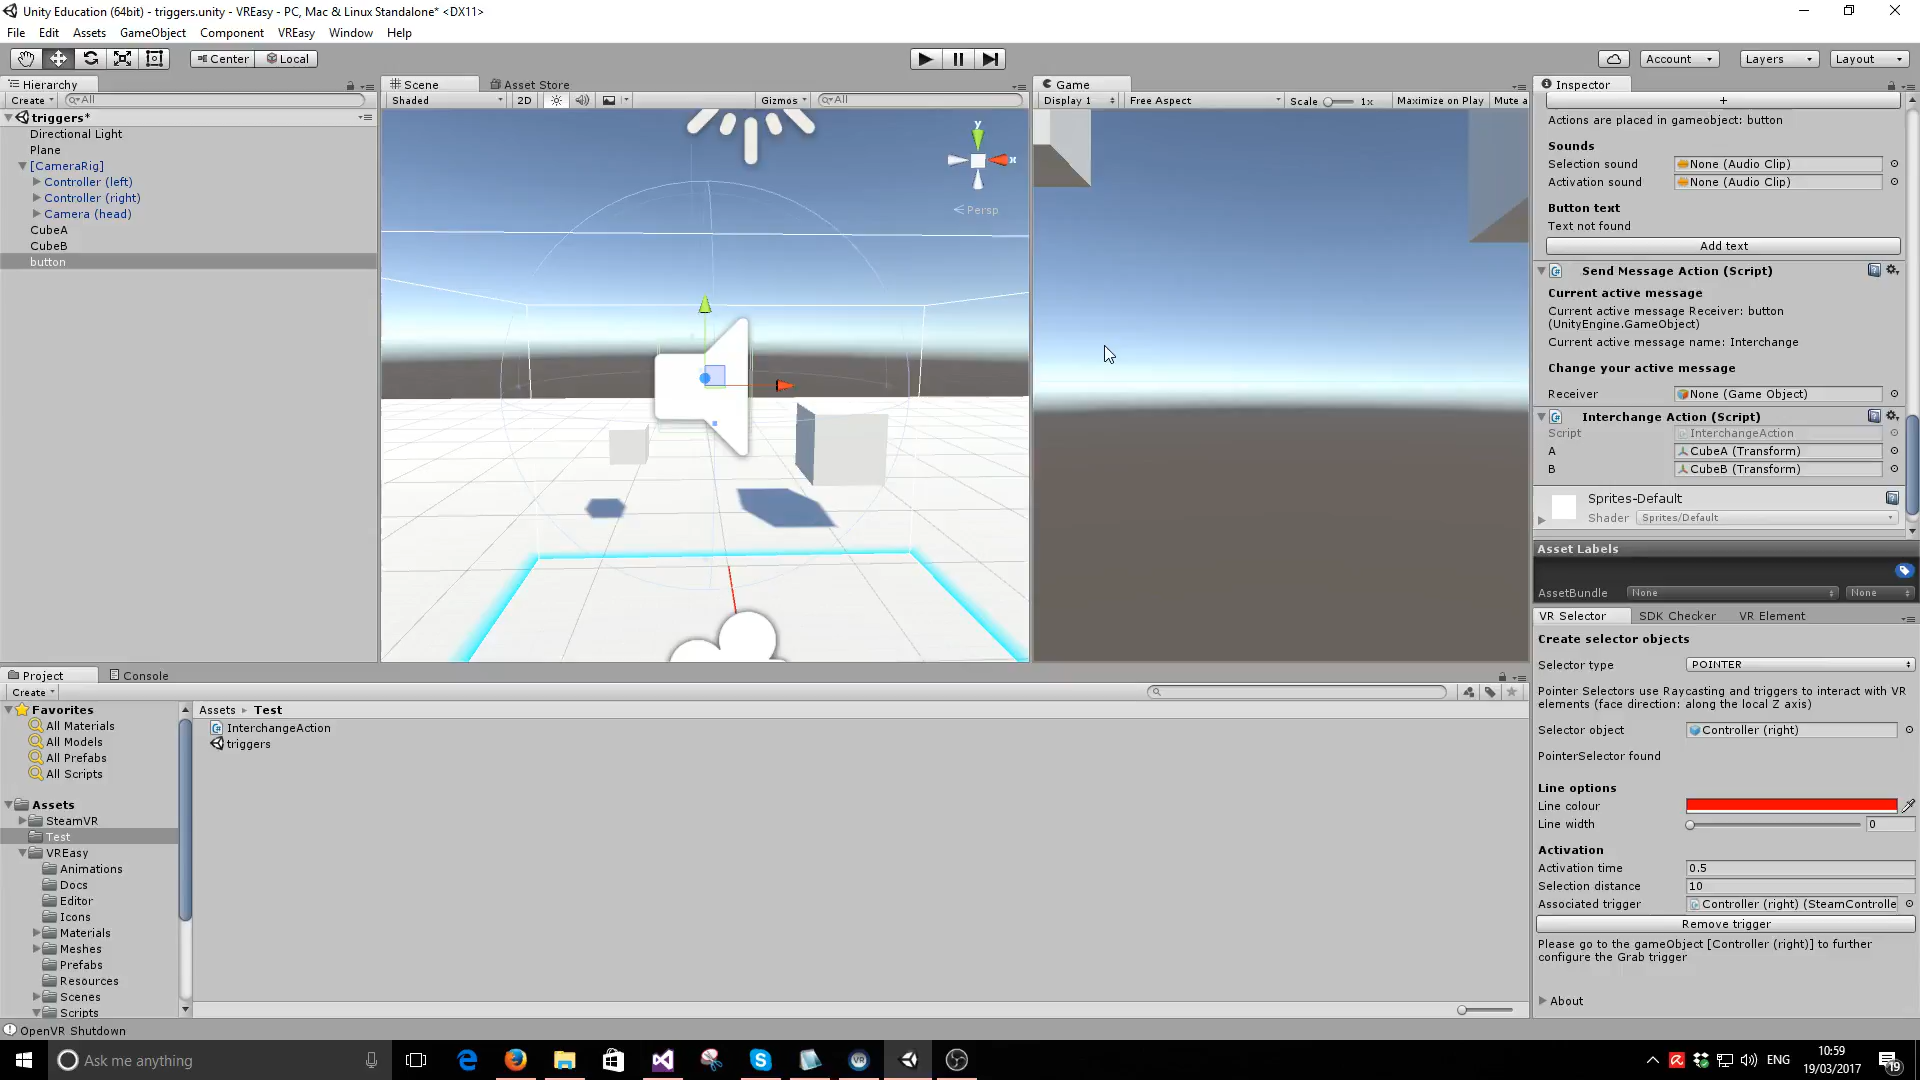 Unity Education (64bit) - triggers.unity - VREasy - PC, Mac & Linux Standalone* <DX11>
File Edit Assets GameObject Component VREasy Window Help
Center Local
Account Layers Layout
Hierarchy
Create All
triggers*
Directional Light
Plane
[CameraRig]
Controller (left)
Controller (right)
Camera (head)
CubeA
CubeB
button
Scene Asset Store
Shaded 2D Gizmos All
y
x
Persp
Game
Display 1 Free Aspect Scale 1x Maximize on Play Mute a
Inspector
+
Actions are placed in gameobject: button
Sounds
Selection sound None (Audio Clip)
Activation sound None (Audio Clip)
Button text
Text not found
Add text
Send Message Action (Script)
Current active message
Current active message Receiver: button
(UnityEngine.GameObject)
Current active message name: Interchange
Change your active message
Receiver None (Game Object)
Interchange Action (Script)
Script InterchangeAction
A CubeA (Transform)
B CubeB (Transform)
Sprites-Default
Shader Sprites/Default
Asset Labels
AssetBundle None None
VR Selector SDK Checker VR Element
Create selector objects
Selector type POINTER
Pointer Selectors use Raycasting and triggers to interact with VR
elements (face direction: along the local Z axis)
Selector object Controller (right)
PointerSelector found
Line options
Line colour
Line width 0
Activation
Activation time 0.5
Selection distance 10
Associated trigger Controller (right) (SteamControlle
Remove trigger
Please go to the gameObject [Controller (right)] to further
configure the Grab trigger
About
Project Console
Create
Favorites
All Materials
All Models
All Prefabs
All Scripts
Assets
SteamVR
Test
VREasy
Animations
Docs
Editor
Icons
Materials
Meshes
Prefabs
Resources
Scenes
Scripts
Assets Test
InterchangeAction
triggers
OpenVR Shutdown
Ask me anything
ENG
10:59
19/03/2017
19